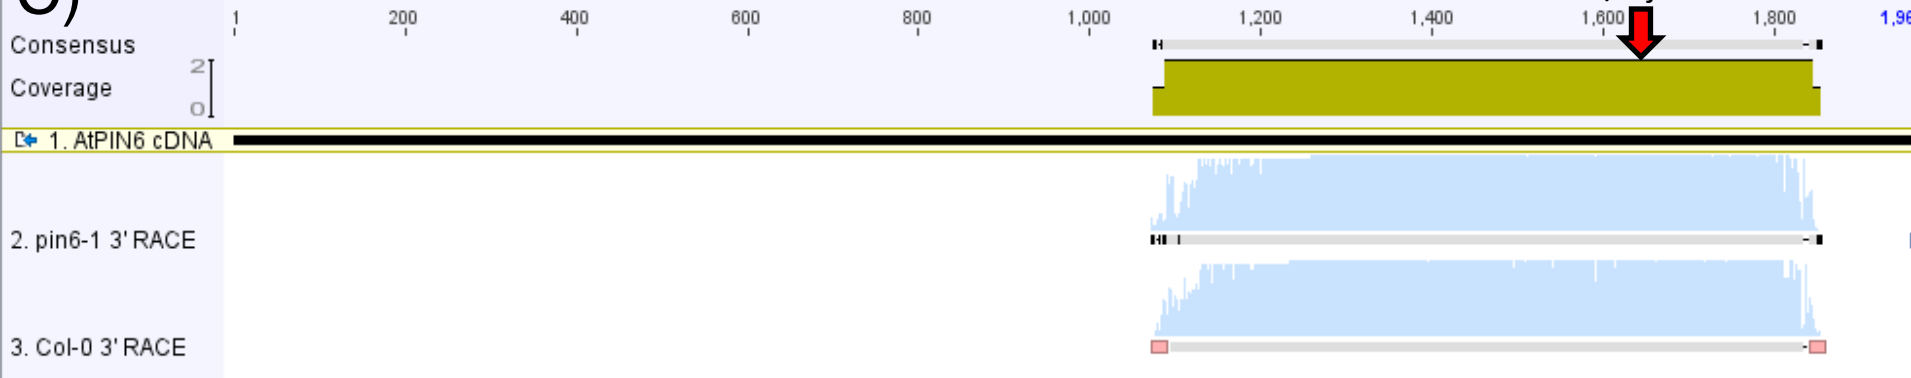 C)
1 200 400 600 800 1,000 1,200 1,400 1,600 1,800
Consensus
2
Coverage
0
1. AtPIN6 cDNA
2. pin6-1 3' RACE
3. Col-0 3' RACE